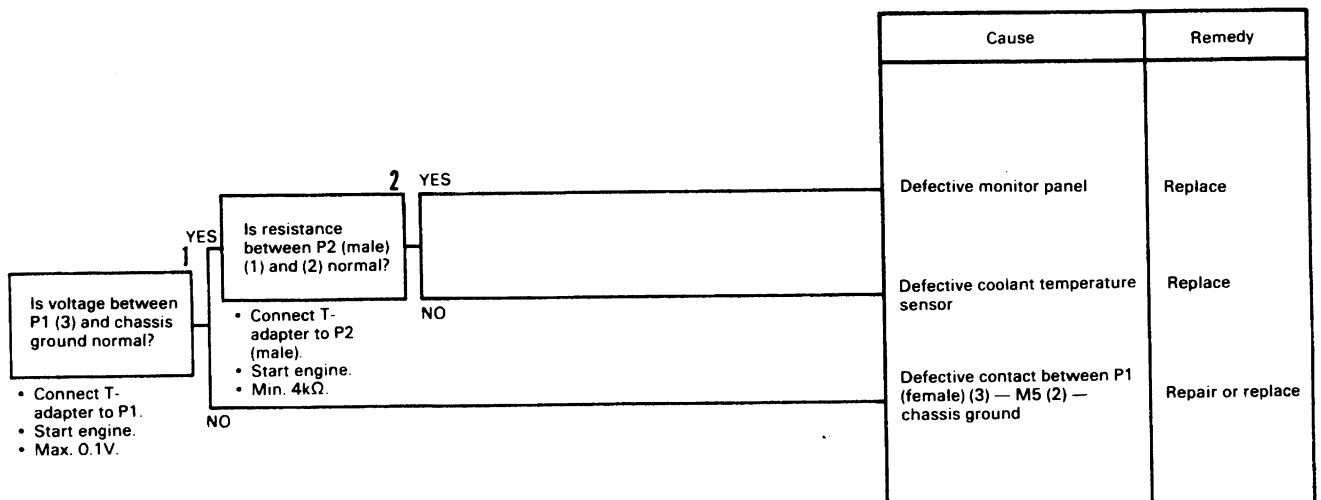 Cause
Remedy
2
YES
Is resistance
between P2 (male)
(1) and (2) normal?
Defective monitor panel
Replace
YES
1
Is voltage between
P1 (3) and chassis
ground normal?
NO
• Connect T-
adapter to P2
(male).
• Start engine.
• Min. 4kΩ.
Defective coolant temperature
sensor
Replace
• Connect T-
adapter to P1.
• Start engine.
• Max. 0.1V.
NO
Defective contact between P1
(female) (3) — M5 (2) —
chassis ground
Repair or replace